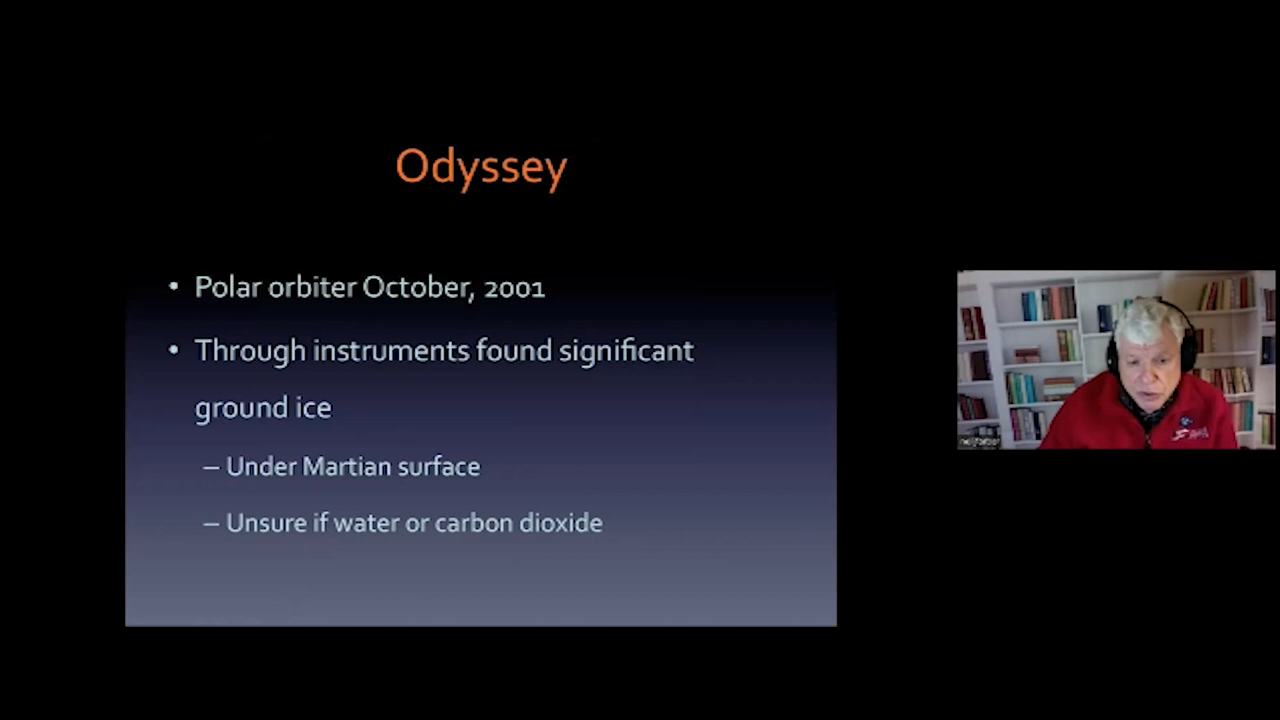 Odyssey
• Polar orbiter October, 2001
• Through instruments found significant
ground ice
– Under Martian surface
– Unsure if water or carbon dioxide